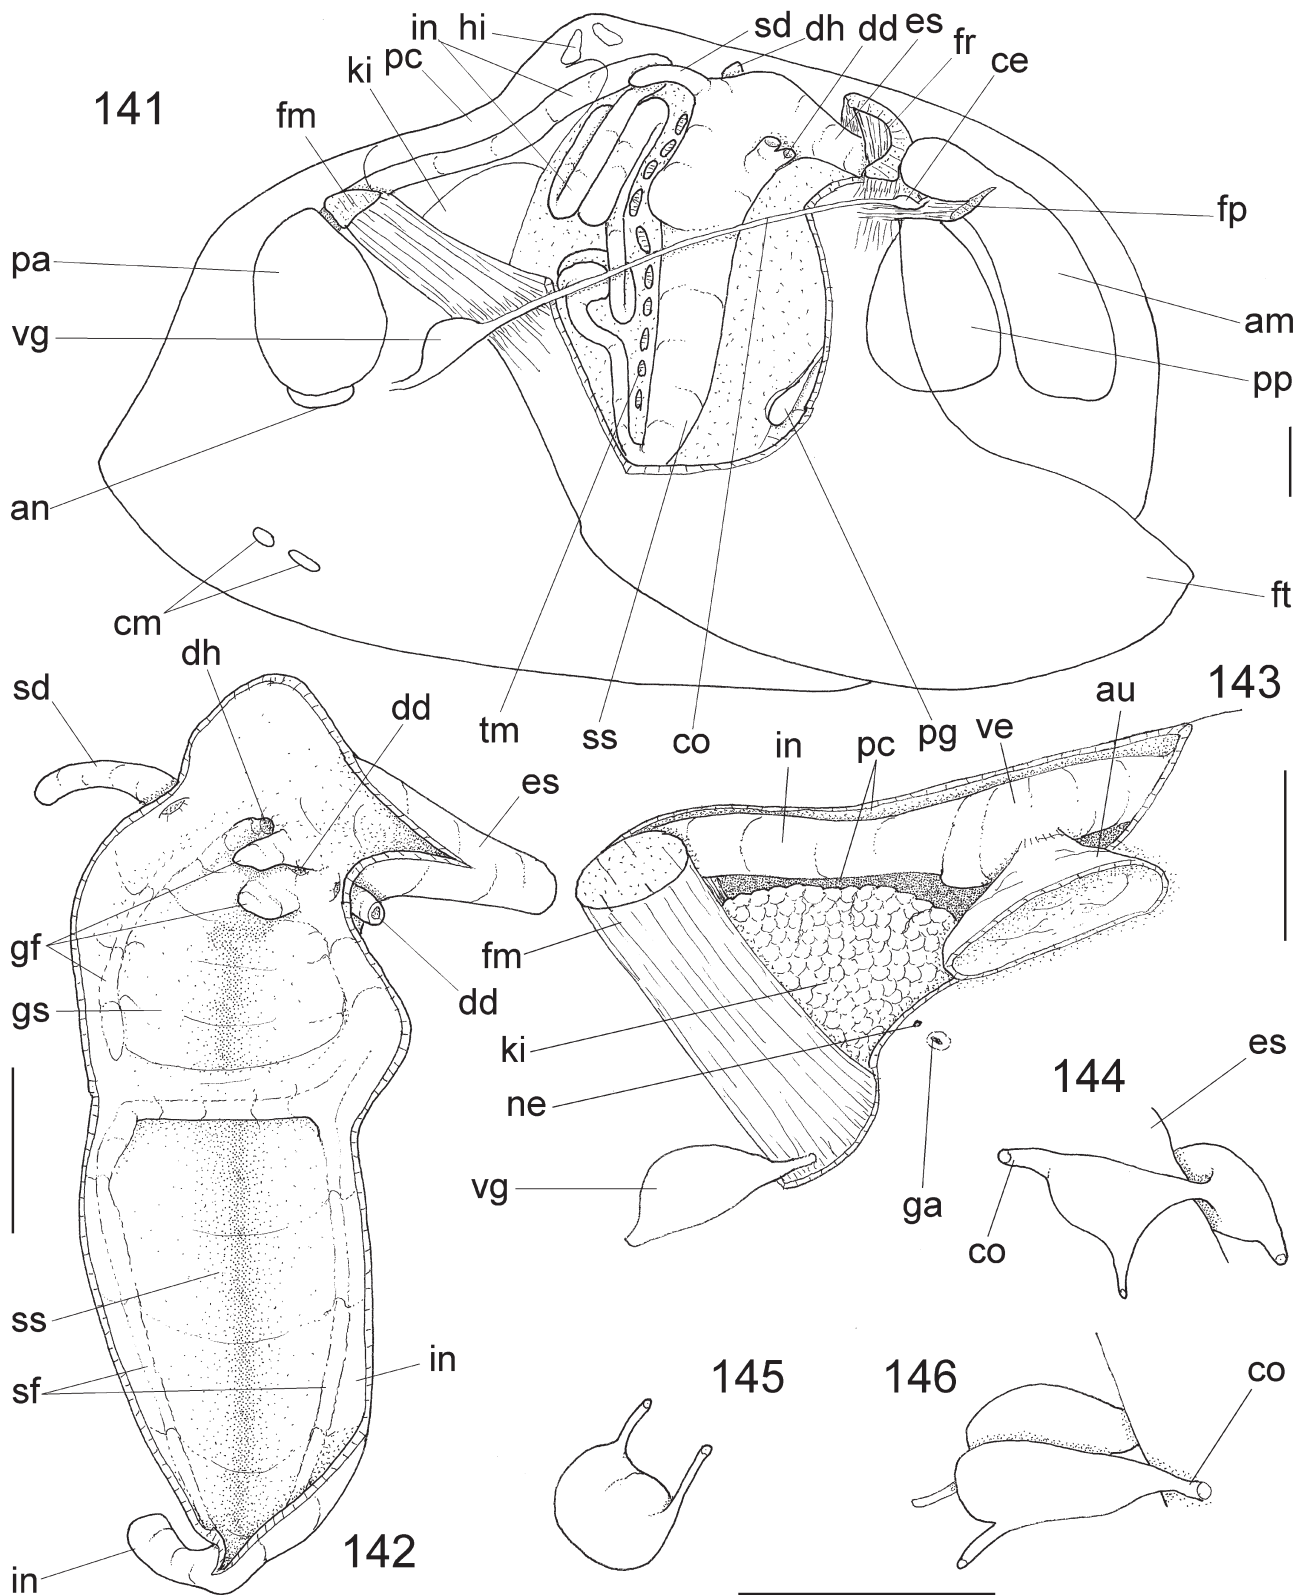 in hi sd dh dd es fr ce
ki pc
141
fm
fp
pa
am
vg
pp
an
ft
cm
tm ss co pg
dh
sd
dd
es
gf
gs
dd
ss
sf
in
in
142
143
in pc ve au
fm
ki
ne
vg
ga
144
es
co
145
146
co